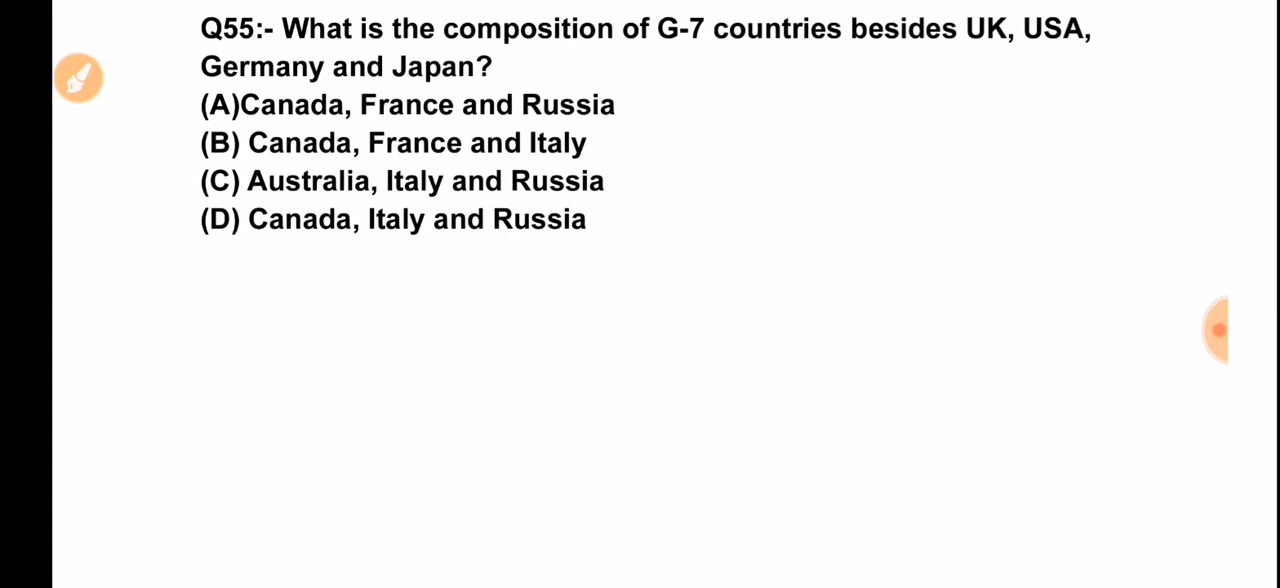 Q55:- What is the composition of G-7 countries besides UK, USA,
Germany and Japan?
(A)Canada, France and Russia
(B) Canada, France and Italy
(C) Australia, Italy and Russia
(D) Canada, Italy and Russia